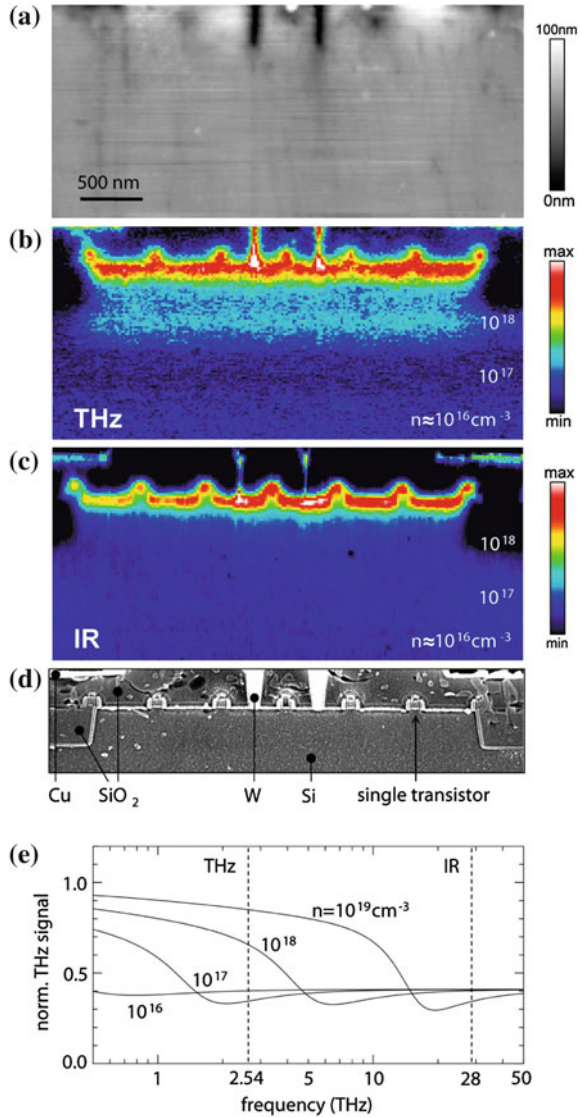 (a)
100nm
500 nm
0nm
(b)
max
10¹⁸
10¹⁷
THz
n≈10¹⁶cm⁻³
min
(c)
max
10¹⁸
10¹⁷
IR
n≈10¹⁶cm⁻³
min
(d)
Cu SiO₂ W Si single transistor
(e)
THz IR
1.0
n=10¹⁹cm⁻³
10¹⁸
norm. THz signal
0.5
10¹⁷
10¹⁶
0.0
1 2.54 5 10 28 50
frequency (THz)